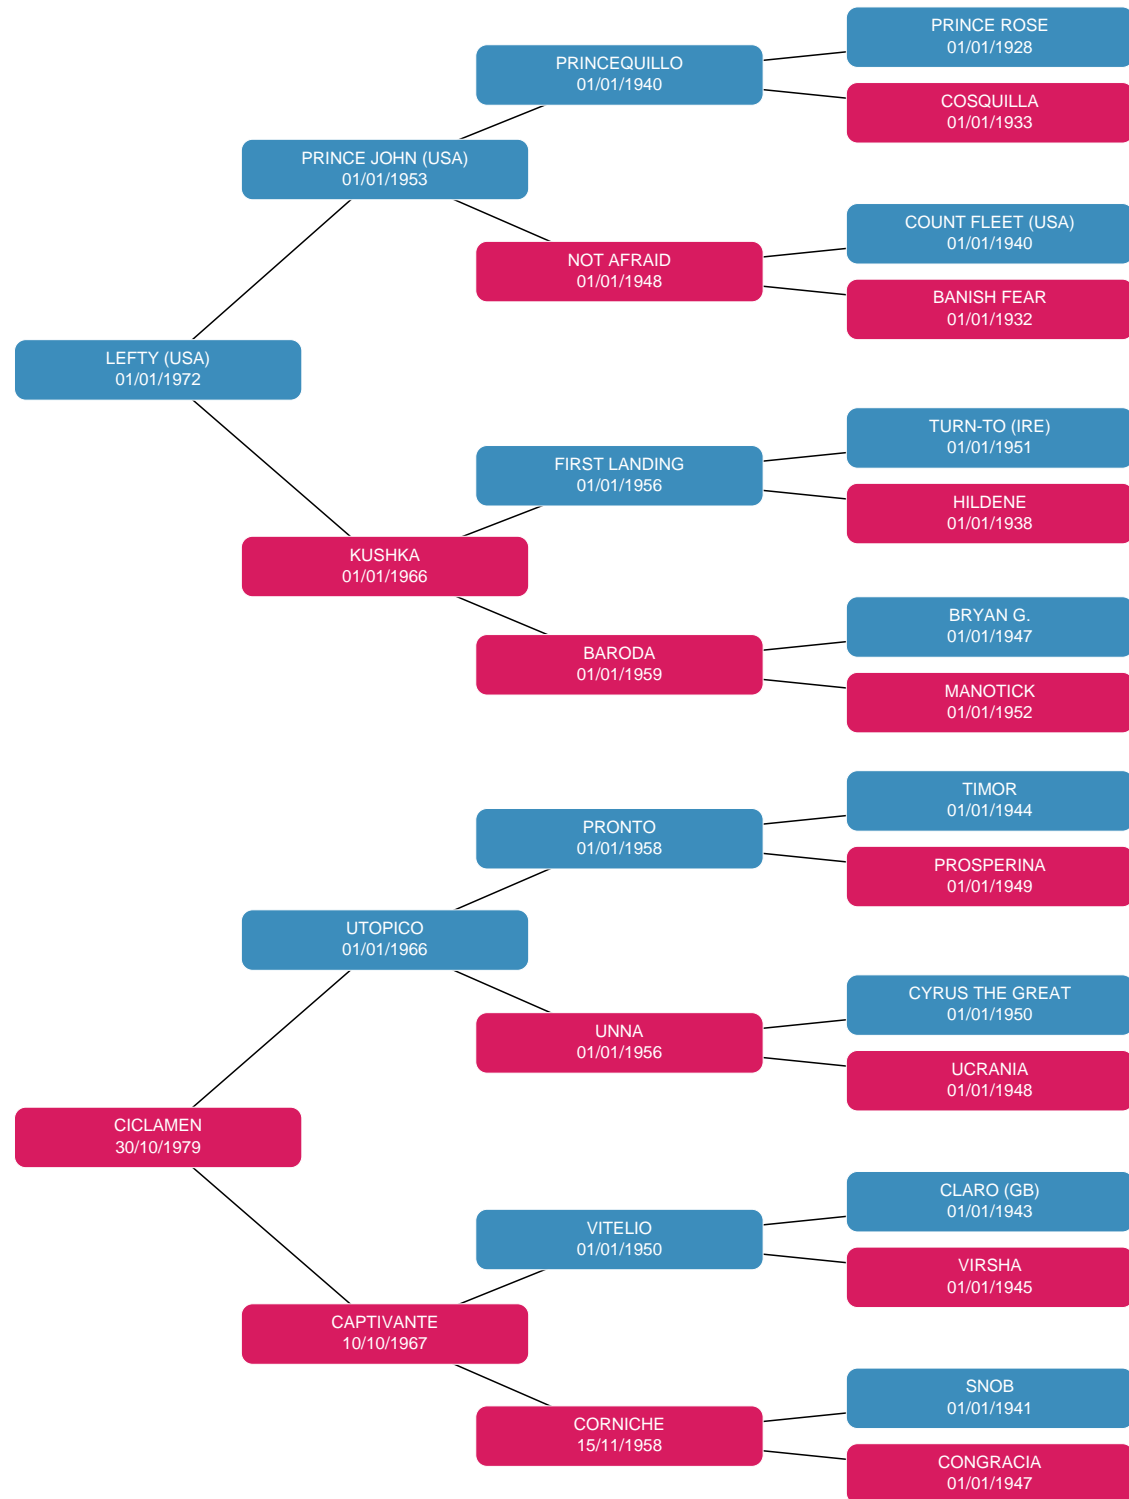 PRINCE ROSE
01/01/1928
PRINCEQUILLO
01/01/1940
COSQUILLA
01/01/1933
PRINCE JOHN (USA)
01/01/1953
COUNT FLEET (USA)
01/01/1940
NOT AFRAID
01/01/1948
BANISH FEAR
01/01/1932
LEFTY (USA)
01/01/1972
TURN-TO (IRE)
01/01/1951
FIRST LANDING
01/01/1956
HILDENE
01/01/1938
KUSHKA
01/01/1966
BRYAN G.
01/01/1947
BARODA
01/01/1959
MANOTICK
01/01/1952
TIMOR
01/01/1944
PRONTO
01/01/1958
PROSPERINA
01/01/1949
UTOPICO
01/01/1966
CYRUS THE GREAT
01/01/1950
UNNA
01/01/1956
UCRANIA
01/01/1948
CICLAMEN
30/10/1979
CLARO (GB)
01/01/1943
VITELIO
01/01/1950
VIRSHA
01/01/1945
CAPTIVANTE
10/10/1967
SNOB
01/01/1941
CORNICHE
15/11/1958
CONGRACIA
01/01/1947